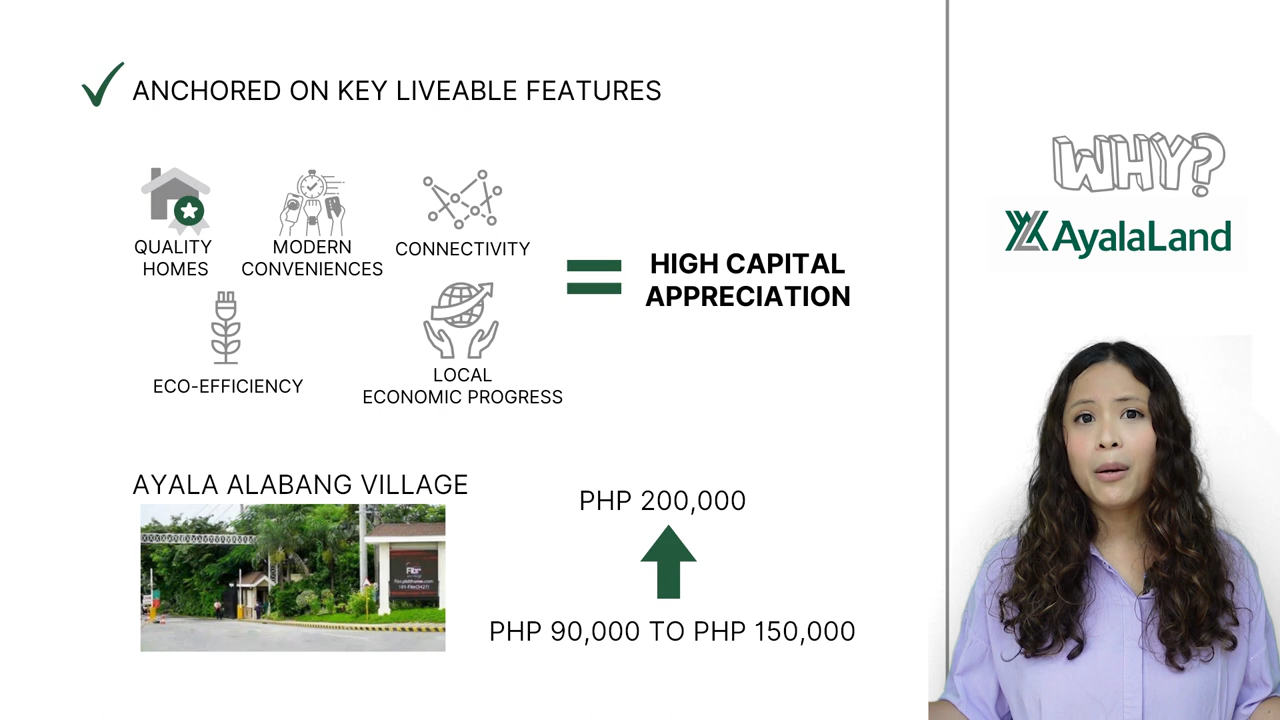 ANCHORED ON KEY LIVEABLE FEATURES
QUALITY
HOMES
MODERN
CONVENIENCES
CONNECTIVITY
ECO-EFFICIENCY
LOCAL
ECONOMIC PROGRESS
HIGH CAPITAL
APPRECIATION
AYALA ALABANG VILLAGE
Fibr
PHP 200,000
PHP 90,000 TO PHP 150,000
WHY?
AyalaLand